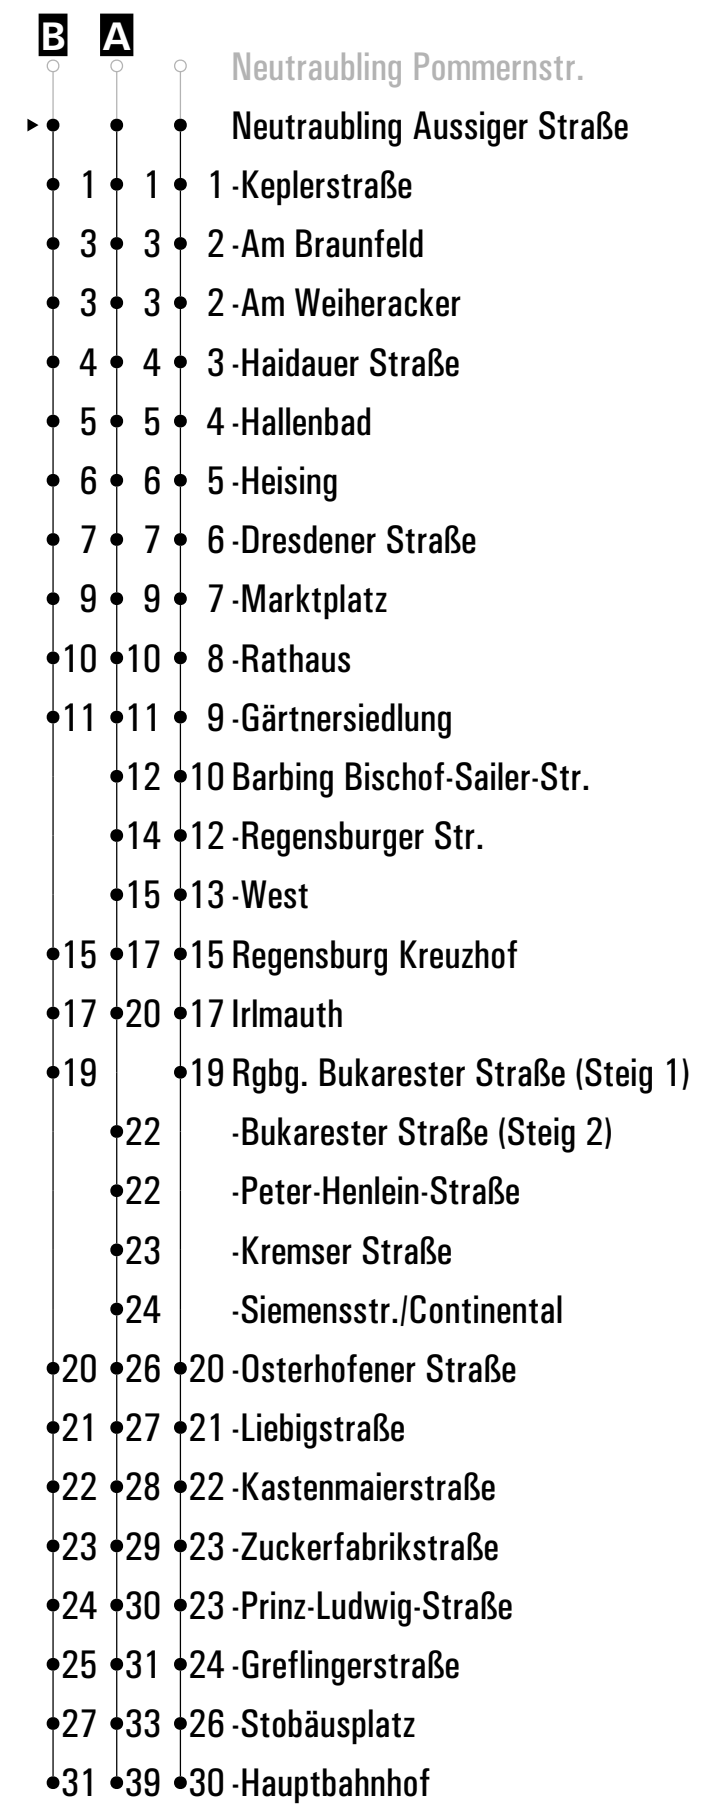 B A
Neutraubling Pommernstr.
Neutraubling Aussiger Straße
1 1 1 -Keplerstraße
3 3 2 -Am Braunfeld
3 3 2 -Am Weiheracker
4 4 3 -Haidauer Straße
5 5 4 -Hallenbad
6 6 5 -Heising
7 7 6 -Dresdener Straße
9 9 7 -Marktplatz
10 10 8 -Rathaus
11 11 9 -Gärtnersiedlung
12 10 Barbing Bischof-Sailer-Str.
14 12 -Regensburger Str.
15 13 -West
15 17 15 Regensburg Kreuzhof
17 20 17 Irlmauth
19 19 Rgbg. Bukarester Straße (Steig 1)
22 -Bukarester Straße (Steig 2)
22 -Peter-Henlein-Straße
23 -Kremser Straße
24 -Siemensstr./Continental
20 26 20 -Osterhofener Straße
21 27 21 -Liebigstraße
22 28 22 -Kastenmaierstraße
23 29 23 -Zuckerfabrikstraße
24 30 23 -Prinz-Ludwig-Straße
25 31 24 -Greflingerstraße
27 33 26 -Stobäusplatz
31 39 30 -Hauptbahnhof